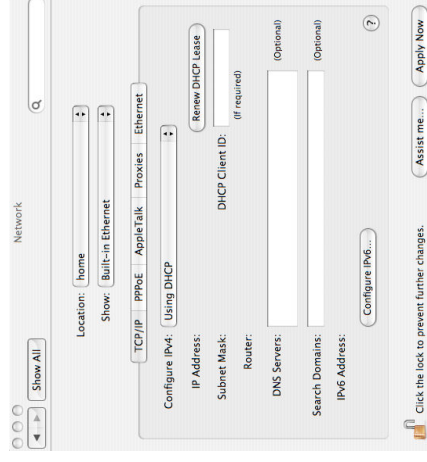 Network
Show All
Location: home
Show: Built-in Ethernet
TCP/IP PPPoE AppleTalk Proxies Ethernet
Configure IPv4: Using DHCP
IP Address: Renew DHCP Lease
Subnet Mask: DHCP Client ID:
(If required)
Router:
DNS Servers: (Optional)
Search Domains: (Optional)
IPv6 Address:
Configure IPv6... ?
Click the lock to prevent further changes. Assist me... Apply Now